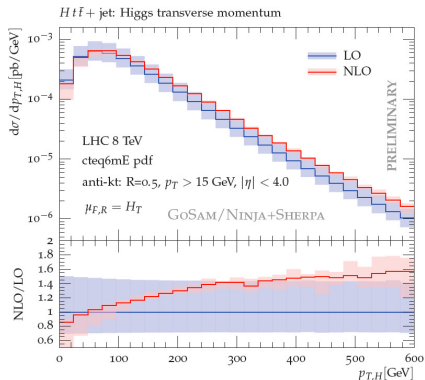 H t t̄ + jet: Higgs transverse momentum
dσ/dp_{T,H}[pb/GeV]
10⁻³
10⁻⁴
10⁻⁵
10⁻⁶
LO
NLO
PRELIMINARY
LHC 8 TeV
cteq6mE pdf
anti-kt: R=0.5, p_T > 15 GeV, |η| < 4.0
μ_{F,R} = H_T
GoSam/Ninja+Sherpa
NLO/LO
2
1.8
1.6
1.4
1.2
1
0.8
0.6
0 100 200 300 400 500 600
p_{T,H}[GeV]